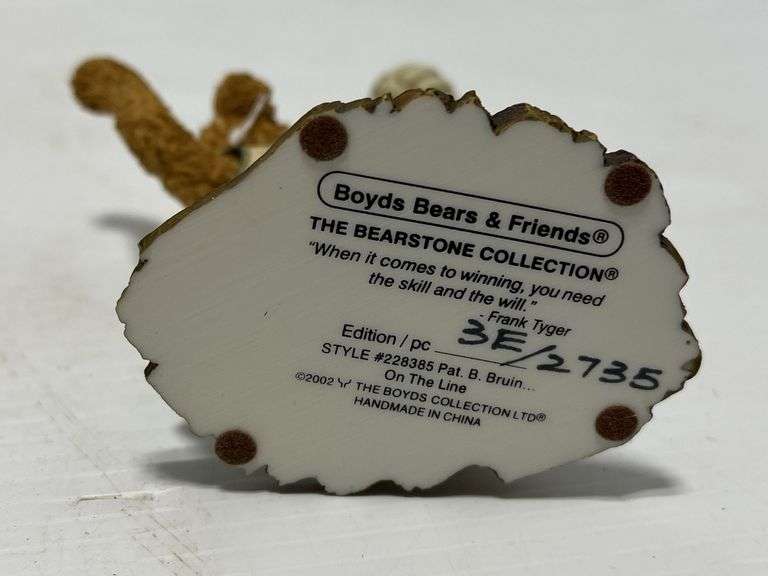 Boyds Bears & Friends®
THE BEARSTONE COLLECTION®
"When it comes to winning, you need
the skill and the will."
- Frank Tyger
Edition / pc 3E/2735
STYLE #228385 Pat. B. Bruin...
On The Line
©2002 THE BOYDS COLLECTION LTD®
HANDMADE IN CHINA